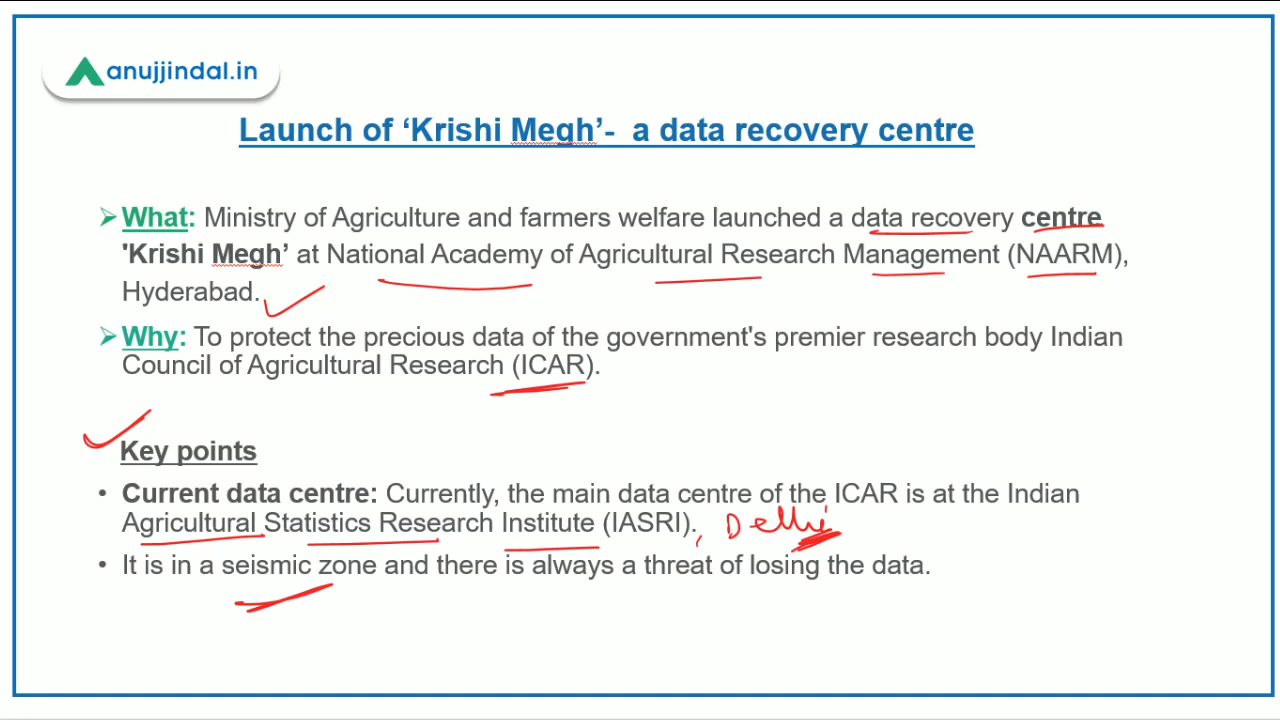 anujjindal.in
Launch of ‘Krishi Megh’- a data recovery centre
What: Ministry of Agriculture and farmers welfare launched a data recovery centre
'Krishi Megh’ at National Academy of Agricultural Research Management (NAARM),
Hyderabad.
Why: To protect the precious data of the government's premier research body Indian
Council of Agricultural Research (ICAR).
Key points
• Current data centre: Currently, the main data centre of the ICAR is at the Indian
Agricultural Statistics Research Institute (IASRI). , Delhi
• It is in a seismic zone and there is always a threat of losing the data.